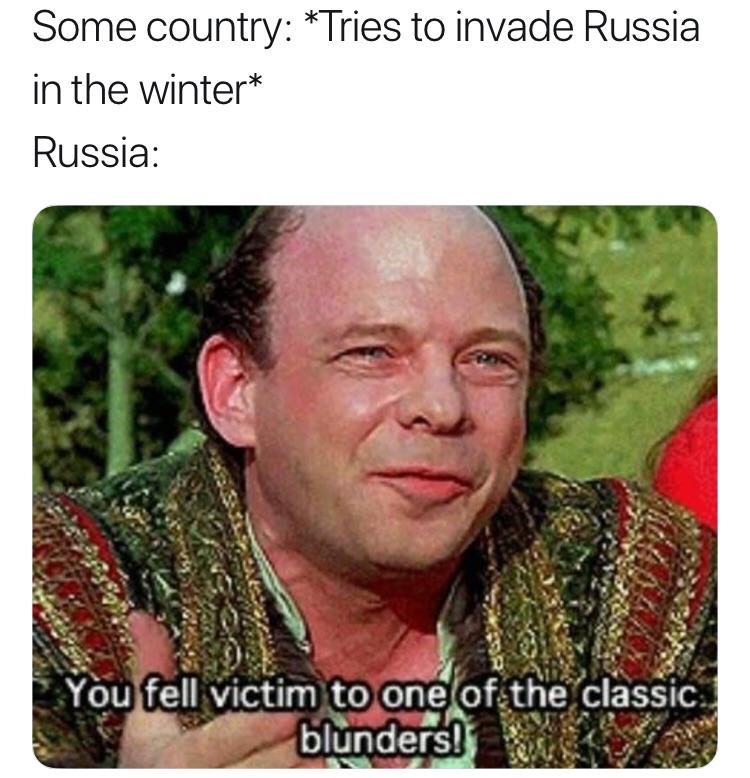 Some country: *Tries to invade Russia
in the winter*
Russia:
You fell victim to one of the classic
blunders!